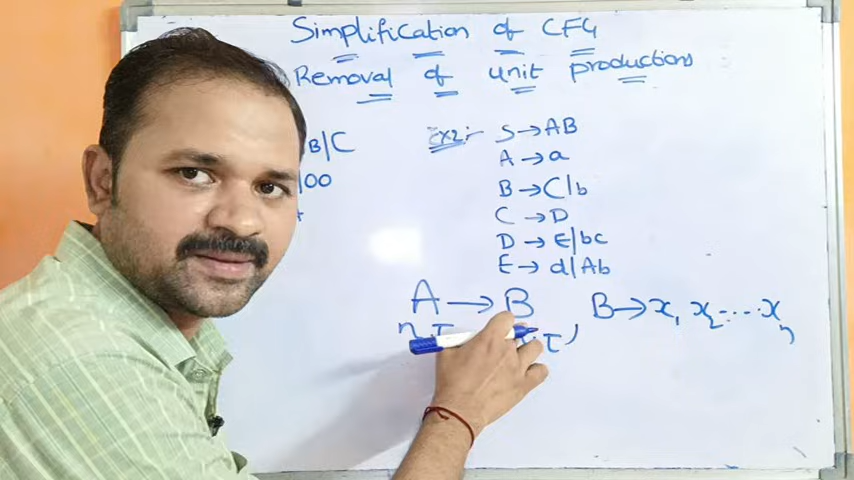 Simplification of CFG
Removal of unit productions
B|C
|00
Ex2:- S→AB
A→a
B→C|b
C→D
D→E|bc
E→d|Ab
A→B B→x₁ x₂....xₙ
n.T